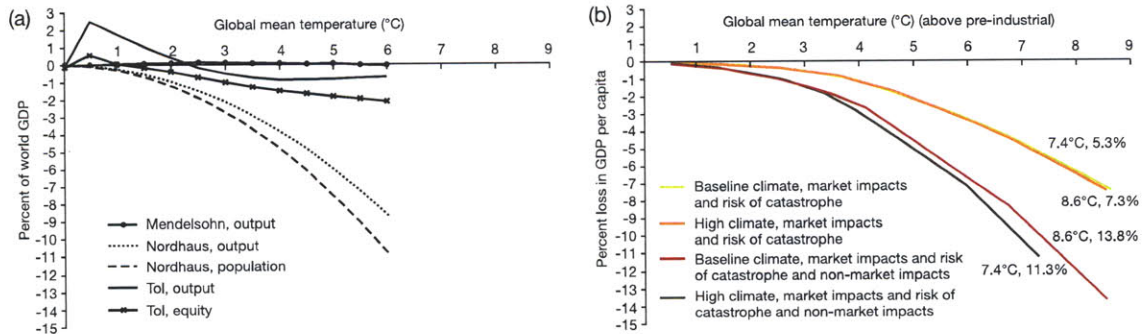 (a)
Global mean temperature (°C)
Percent of world GDP
3
2
1
0
-1
-2
-3
-4
-5
-6
-7
-8
-9
-10
-11
-12
-13
-14
-15
1 2 3 4 5 6 7 8 9
Mendelsohn, output
Nordhaus, output
Nordhaus, population
Tol, output
Tol, equity
(b)
Global mean temperature (°C) (above pre-industrial)
Percent loss in GDP per capita
3
2
1
0
-1
-2
-3
-4
-5
-6
-7
-8
-9
-10
-11
-12
-13
-14
-15
1 2 3 4 5 6 7 8 9
7.4°C, 5.3%
8.6°C, 7.3%
8.6°C, 13.8%
7.4°C, 11.3%
Baseline climate, market impacts
and risk of catastrophe
High climate, market impacts
and risk of catastrophe
Baseline climate, market impacts and risk
of catastrophe and non-market impacts
High climate, market impacts and risk of
catastrophe and non-market impacts